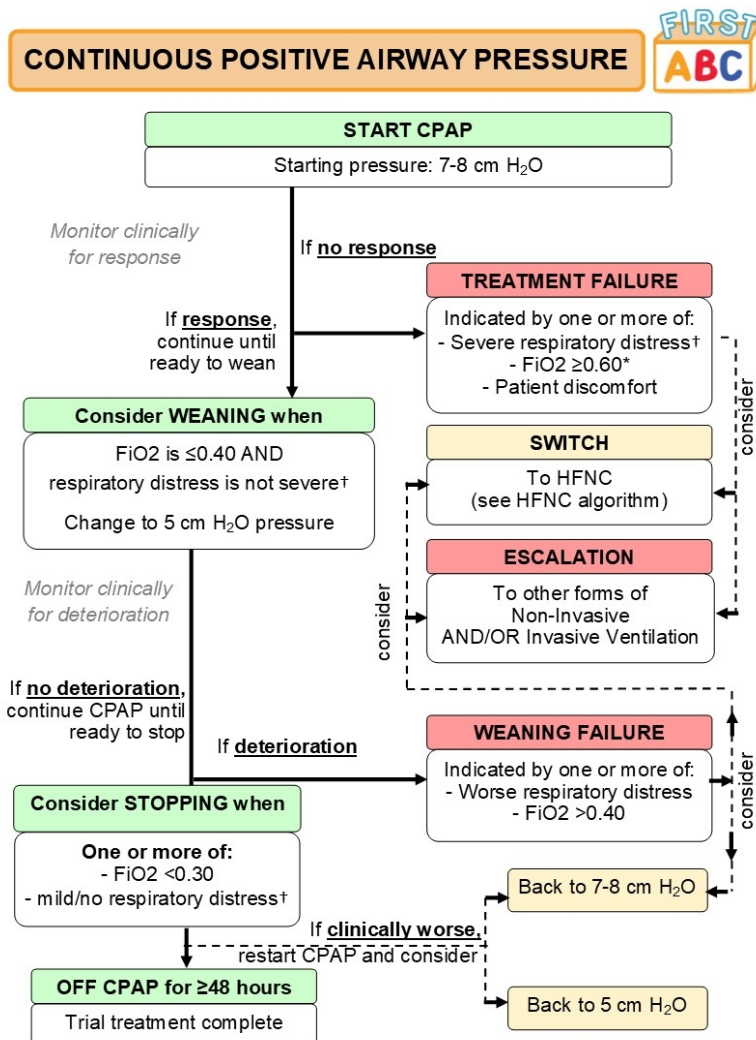 FIRST
ABC
CONTINUOUS POSITIVE AIRWAY PRESSURE
START CPAP
Starting pressure: 7-8 cm H₂O
Monitor clinically
for response
If no response
If response,
continue until
ready to wean
TREATMENT FAILURE
Indicated by one or more of:
- Severe respiratory distress†
- FiO2 ≥0.60*
- Patient discomfort
consider
Consider WEANING when
FiO2 is ≤0.40 AND
respiratory distress is not severe†
Change to 5 cm H₂O pressure
SWITCH
To HFNC
(see HFNC algorithm)
ESCALATION
To other forms of
Non-Invasive
AND/OR Invasive Ventilation
consider
Monitor clinically
for deterioration
If no deterioration,
continue CPAP until
ready to stop
If deterioration
WEANING FAILURE
Indicated by one or more of:
- Worse respiratory distress
- FiO2 >0.40
consider
Consider STOPPING when
One or more of:
- FiO2 <0.30
- mild/no respiratory distress†
If clinically worse,
restart CPAP and consider
Back to 7-8 cm H₂O
Back to 5 cm H₂O
OFF CPAP for ≥48 hours
Trial treatment complete